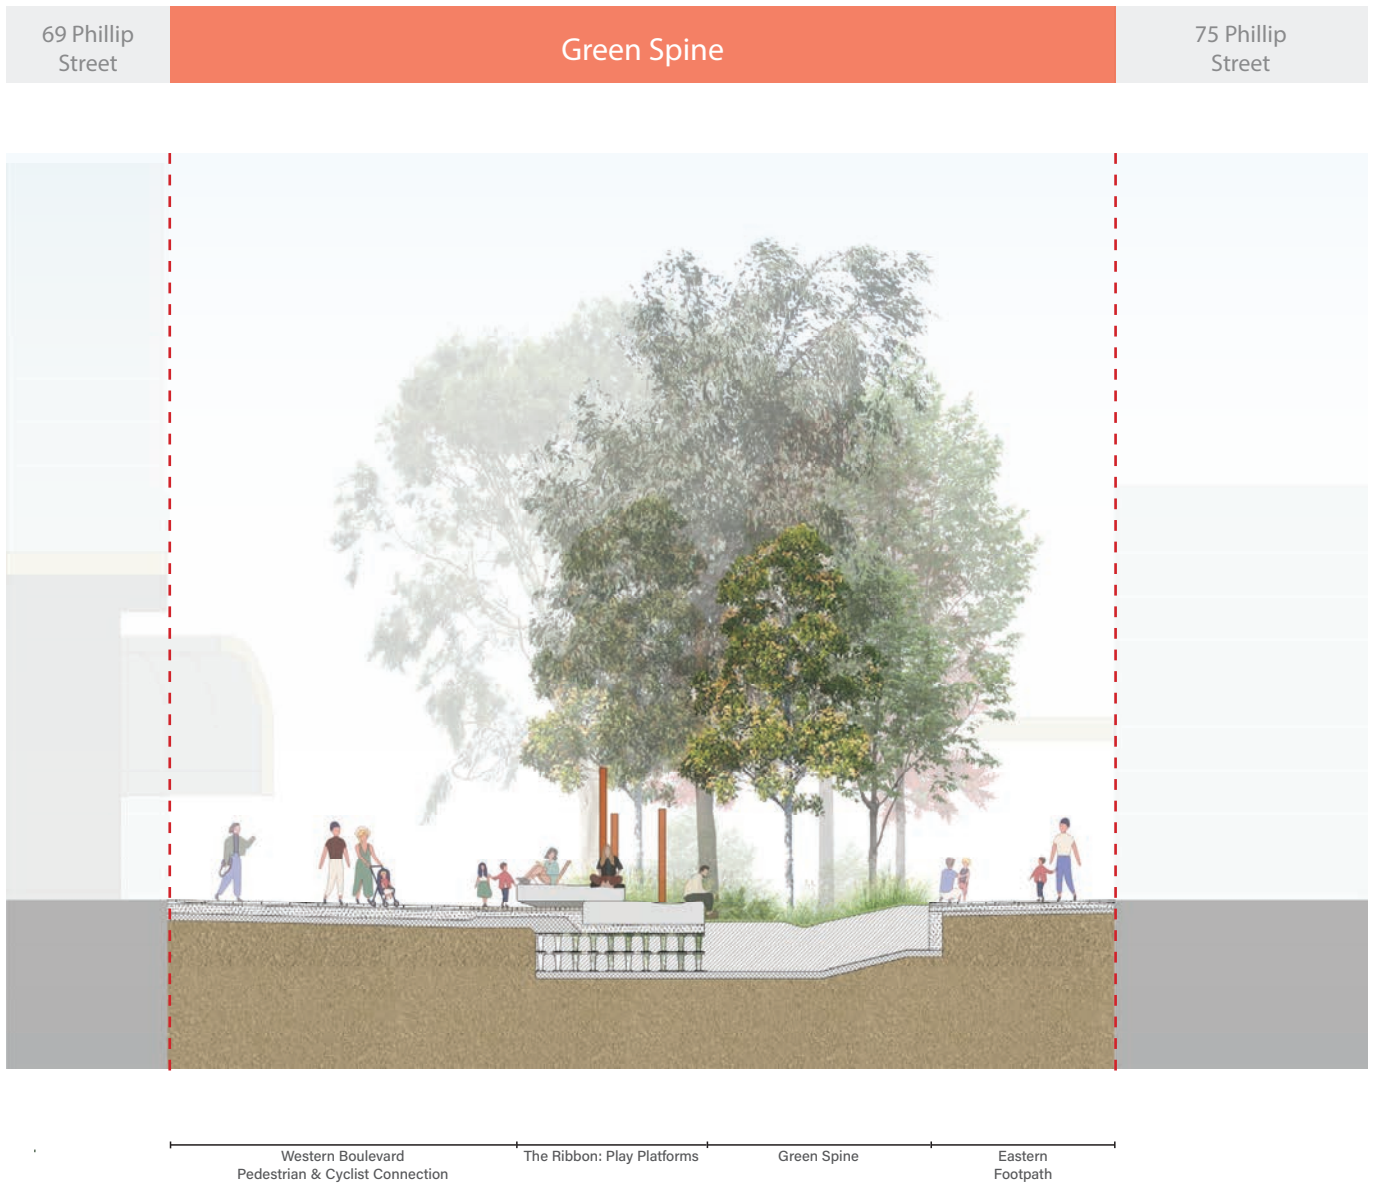 69 Phillip
Street
Green Spine
75 Phillip
Street
Western Boulevard
Pedestrian & Cyclist Connection
The Ribbon: Play Platforms
Green Spine
Eastern
Footpath